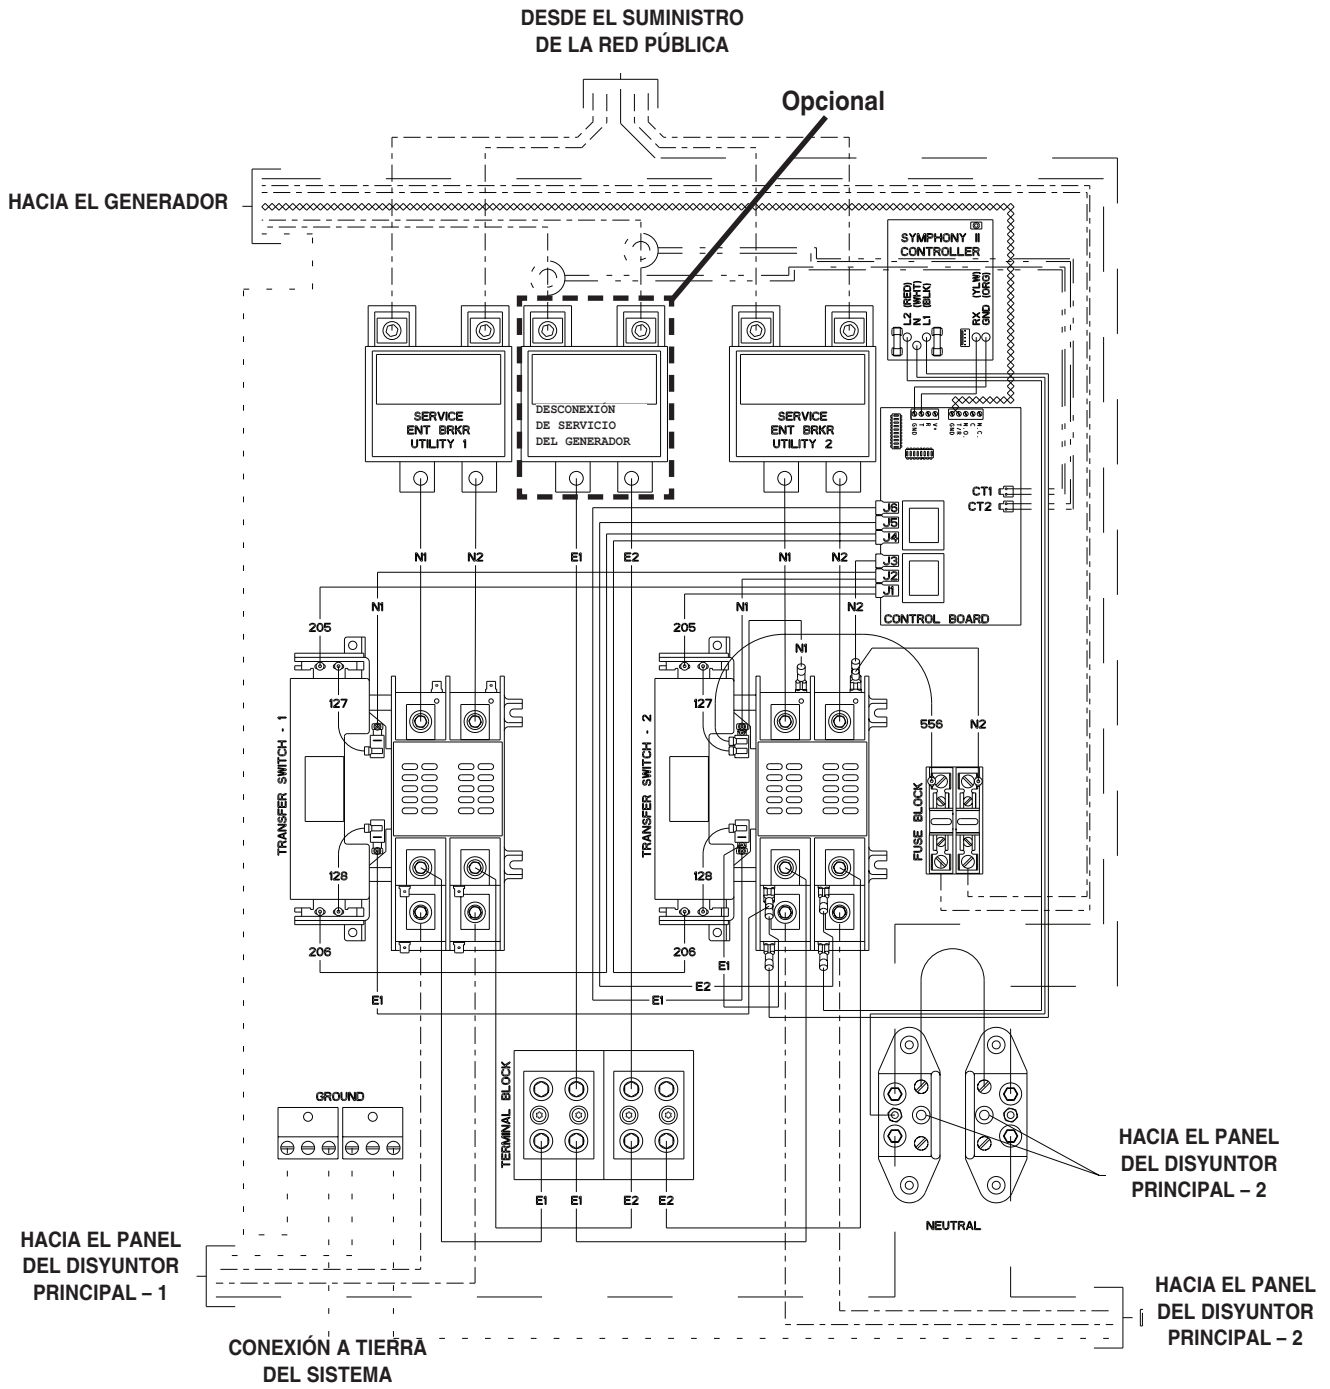 DESDE EL SUMINISTRO
DE LA RED PÚBLICA
Opcional
HACIA EL GENERADOR
SYMPHONY II
CONTROLLER
L2 (RED)
N (WHT)
L1 (BLK)
RX (YLW)
GND (ORG)
SERVICE
ENT BRKR
UTILITY 1
DESCONEXIÓN
DE SERVICIO
DEL GENERADOR
SERVICE
ENT BRKR
UTILITY 2
GND
T
R
V+
GND
T/R
N.O.
C
N.C.
CT1
CT2
J6
J5
J4
J3
J2
J1
CONTROL BOARD
N1
N2
E1
E2
N1
N2
N1
N1
N2
205
205
N1
127
127
556
N2
TRANSFER SWITCH - 1
TRANSFER SWITCH - 2
FUSE BLOCK
128
128
206
206
E1
E2
E1
E1
TERMINAL BLOCK
GROUND
E1
E1
E2
E2
NEUTRAL
HACIA EL PANEL
DEL DISYUNTOR
PRINCIPAL – 2
HACIA EL PANEL
DEL DISYUNTOR
PRINCIPAL – 1
HACIA EL PANEL
DEL DISYUNTOR
PRINCIPAL – 2
CONEXIÓN A TIERRA
DEL SISTEMA